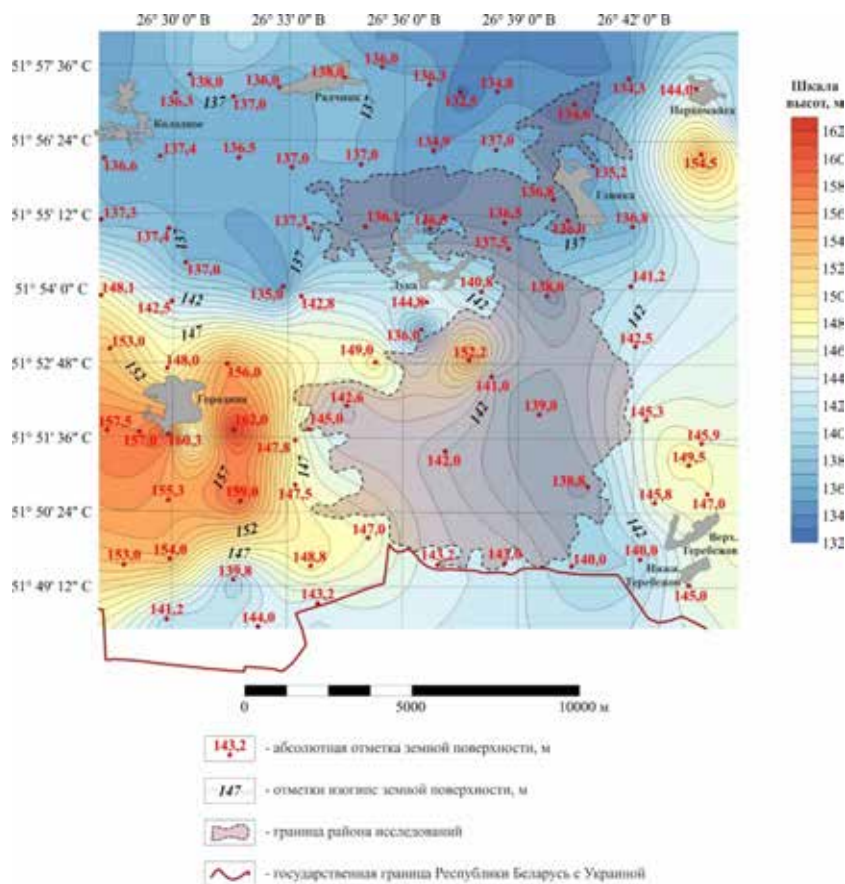 26° 30' 0" В 26° 33' 0" В 26° 36' 0" В 26° 39' 0" В 26° 42' 0" В
51° 57' 36" С
51° 56' 24" С
51° 55' 12" С
51° 54' 0" С
51° 52' 48" С
51° 51' 36" С
51° 50' 24" С
51° 49' 12" С
Шкала
высот, м
162
160
158
156
154
152
150
148
146
144
142
140
138
136
134
132
138,0 136,0 138,0 136,0 136,3 134,8 134,3 144,0
136,3 137 137,0 137 132,5
Колодное
137,4 136,5 137,0 137,0 137,0 154,5
136,6 135,2
Глинка
137,3 137,4 137 137,3 136,1 136,5 136,8 136,8
137,0 137 137,5 137
148,1 142,5 142 135,0 142,8 Лука 144,8 140,8 142 138,0 141,2 142
147 136,0 142,5
153,0 152 148,0 156,0 149,0 152,2
Городная
141,0 142 139,0
157,5 157,0 160,3 162,0 145,0 142,6 145,3 145,9
147,8 147 142,0 149,5
155,3 157 159,0 147,5 138,8 145,8 147,0
152 147,0 142
Верх.
Теребежов
153,0 154,0 147 139,8 148,8 143,2 140,0 140,0
Нижн.
Теребежов
141,2 144,0 143,2 145,0
0 5000 10000 м
143,2 - абсолютная отметка земной поверхности, м
147 - отметки изогипс земной поверхности, м
- граница района исследований
- государственная граница Республики Беларусь с Украиной